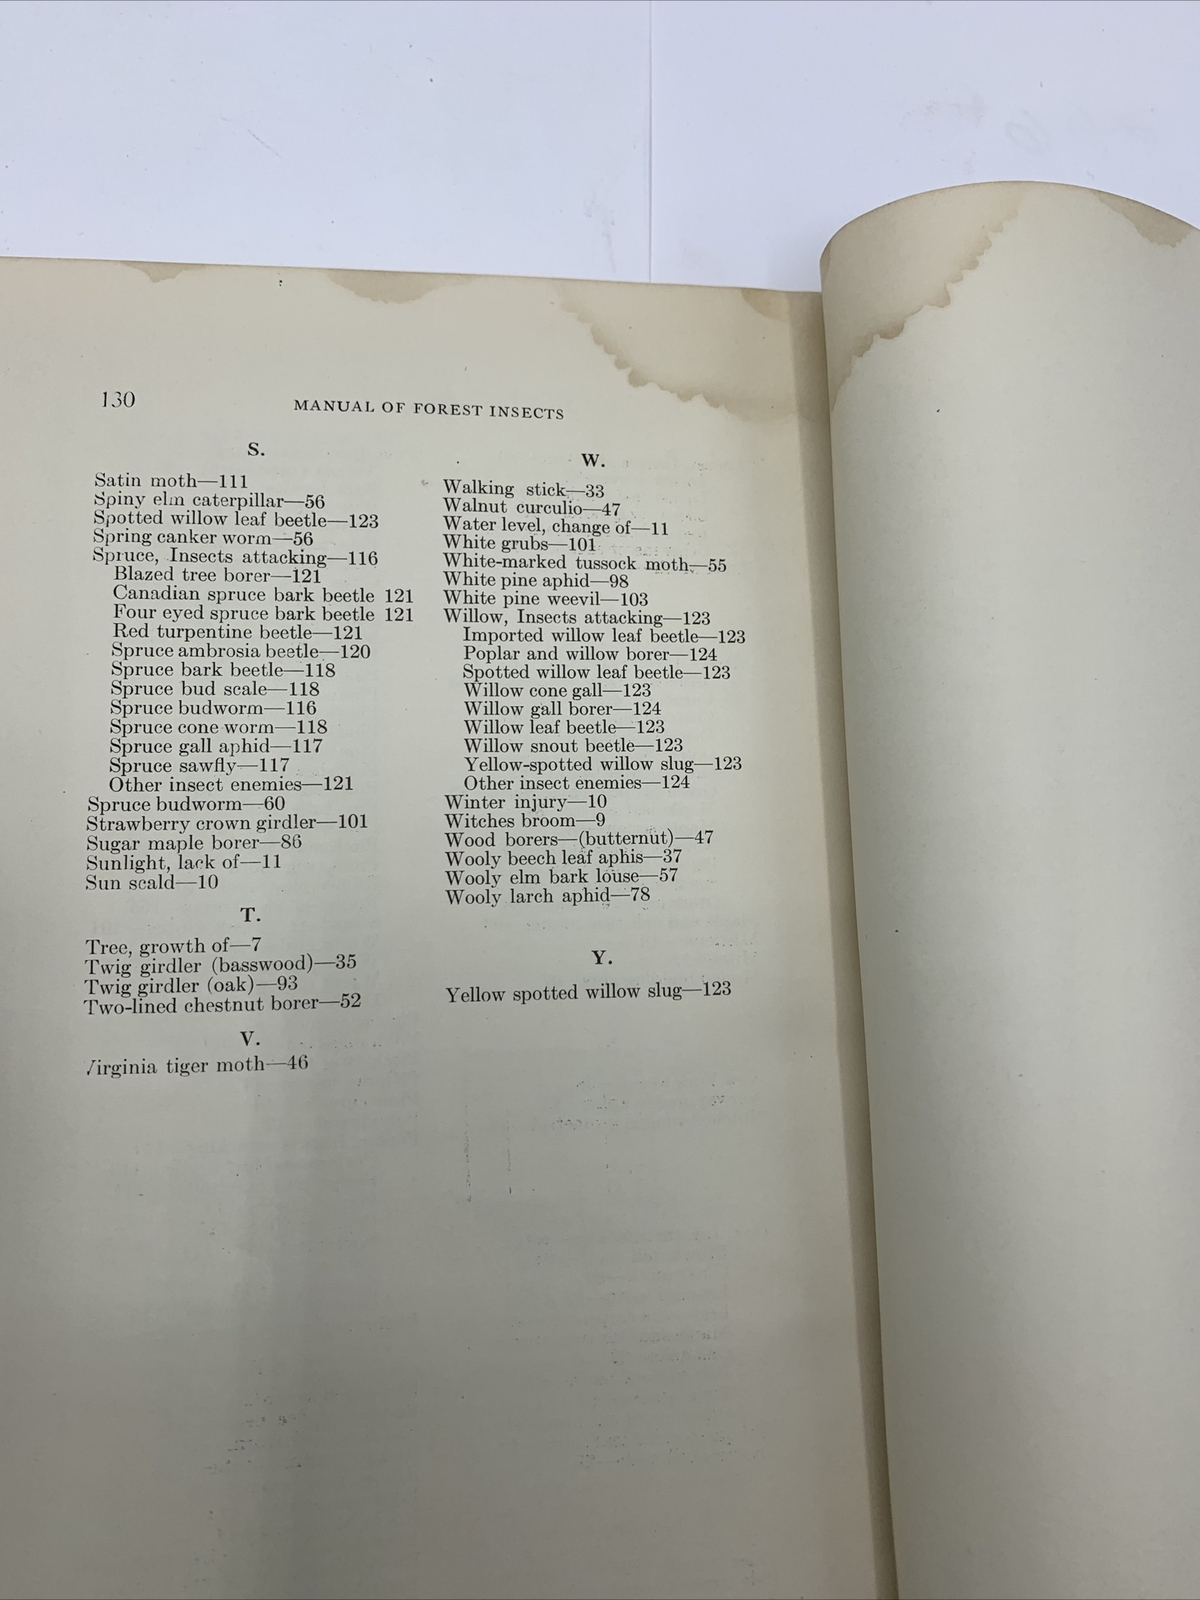 130
MANUAL OF FOREST INSECTS
S.
Satin moth—111
Spiny elm caterpillar—56
Spotted willow leaf beetle—123
Spring canker worm—56
Spruce, Insects attacking—116
Blazed tree borer—121
Canadian spruce bark beetle 121
Four eyed spruce bark beetle 121
Red turpentine beetle—121
Spruce ambrosia beetle—120
Spruce bark beetle—118
Spruce bud scale—118
Spruce budworm—116
Spruce cone worm—118
Spruce gall aphid—117
Spruce sawfly—117
Other insect enemies—121
Spruce budworm—60
Strawberry crown girdler—101
Sugar maple borer—86
Sunlight, lack of—11
Sun scald—10
T.
Tree, growth of—7
Twig girdler (basswood)—35
Twig girdler (oak)—93
Two-lined chestnut borer—52
V.
Virginia tiger moth—46
W.
Walking stick—33
Walnut curculio—47
Water level, change of—11
White grubs—101
White-marked tussock moth—55
White pine aphid—98
White pine weevil—103
Willow, Insects attacking—123
Imported willow leaf beetle—123
Poplar and willow borer—124
Spotted willow leaf beetle—123
Willow cone gall—123
Willow gall borer—124
Willow leaf beetle—123
Willow snout beetle—123
Yellow-spotted willow slug—123
Other insect enemies—124
Winter injury—10
Witches broom—9
Wood borers—(butternut)—47
Wooly beech leaf aphis—37
Wooly elm bark louse—57
Wooly larch aphid—78
Y.
Yellow spotted willow slug—123